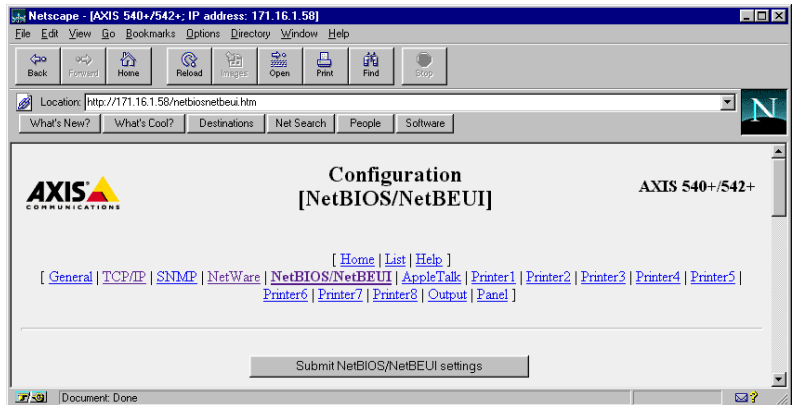 Netscape - [AXIS 540+/542+; IP address: 171.16.1.58]
File Edit View Go Bookmarks Options Directory Window Help
Back Forward Home Reload Images Open Print Find Stop
Location: http://171.16.1.58/netbiosnetbeui.htm
What's New? What's Cool? Destinations Net Search People Software
N
AXIS
COMMUNICATIONS
Configuration
[NetBIOS/NetBEUI]
AXIS 540+/542+
[ Home | List | Help ]
[ General | TCP/IP | SNMP | NetWare | NetBIOS/NetBEUI | AppleTalk | Printer1 | Printer2 | Printer3 | Printer4 | Printer5 |
Printer6 | Printer7 | Printer8 | Output | Panel ]
Submit NetBIOS/NetBEUI settings
Document: Done
?